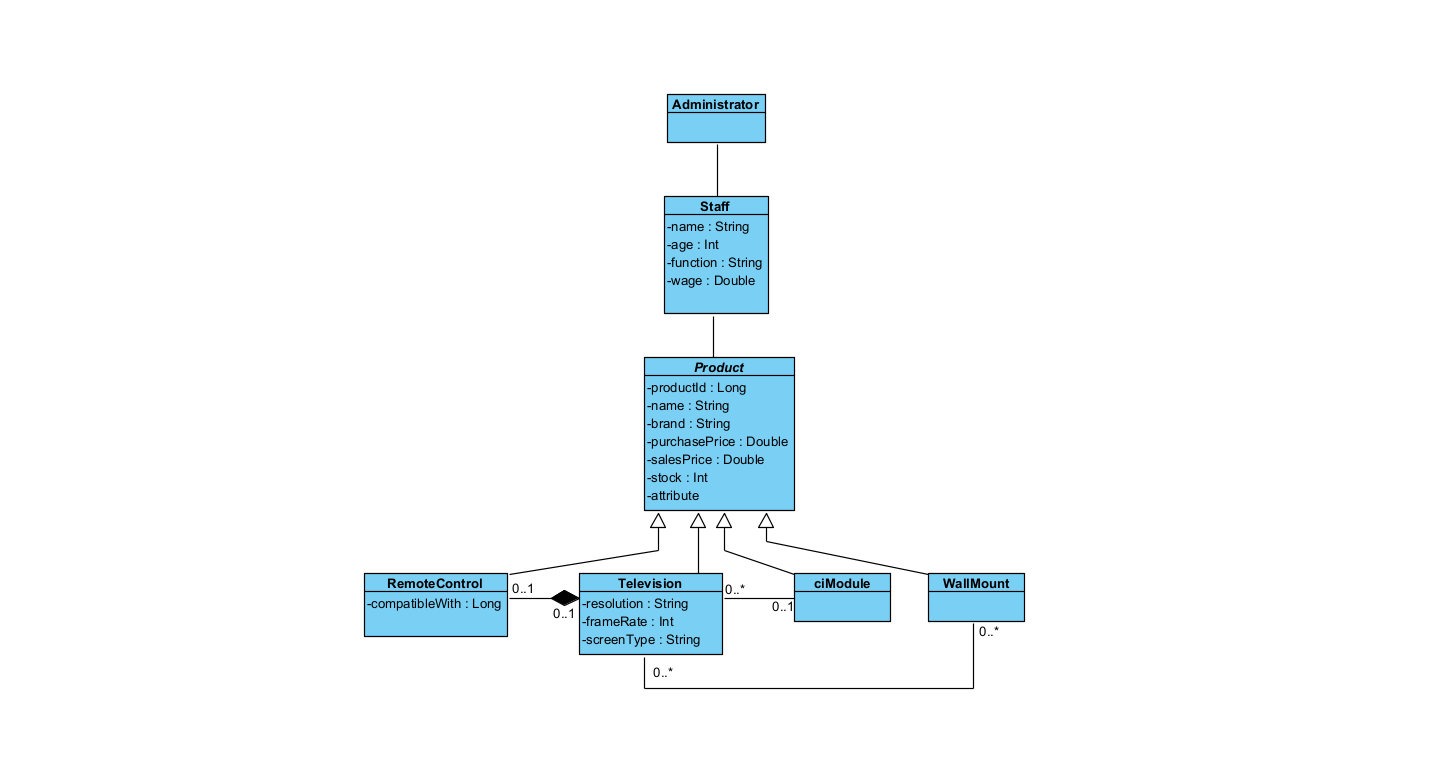 Administrator
Staff
-name : String
-age : Int
-function : String
-wage : Double
Product
-productId : Long
-name : String
-brand : String
-purchasePrice : Double
-salesPrice : Double
-stock : Int
-attribute
RemoteControl
-compatibleWith : Long
0..1
0..1
Television
-resolution : String
-frameRate : Int
-screenType : String
0..*
0..1
ciModule
WallMount
0..*
0..*